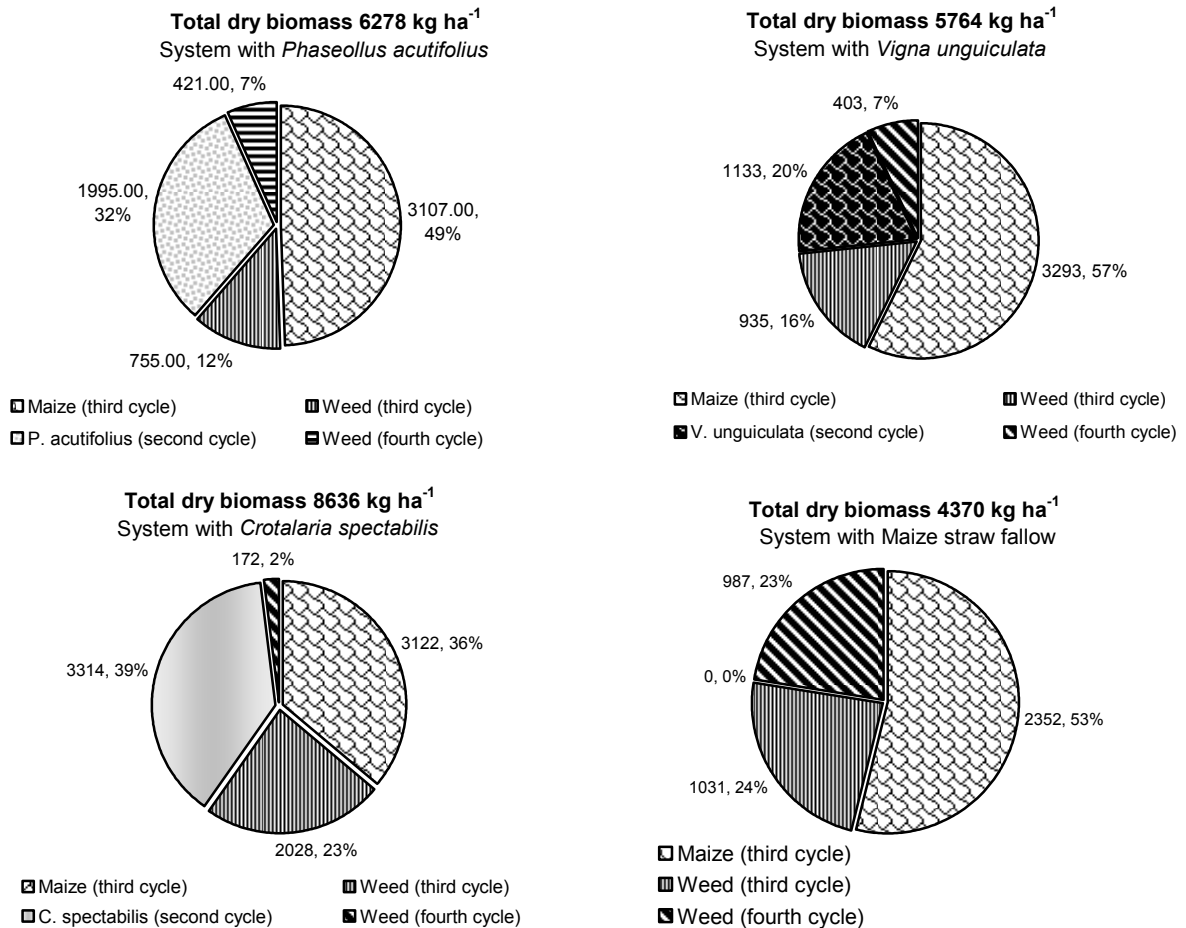 Total dry biomass 6278 kg ha-1
System with Phaseollus acutifolius
421.00, 7%
1995.00,
32%
3107.00,
49%
755.00, 12%
Maize (third cycle)
Weed (third cycle)
P. acutifolius (second cycle)
Weed (fourth cycle)
Total dry biomass 5764 kg ha-1
System with Vigna unguiculata
403, 7%
1133, 20%
3293, 57%
935, 16%
Maize (third cycle)
Weed (third cycle)
V. unguiculata (second cycle)
Weed (fourth cycle)
Total dry biomass 8636 kg ha-1
System with Crotalaria spectabilis
172, 2%
3122, 36%
3314, 39%
2028, 23%
Maize (third cycle)
Weed (third cycle)
C. spectabilis (second cycle)
Weed (fourth cycle)
Total dry biomass 4370 kg ha-1
System with Maize straw fallow
987, 23%
0, 0%
2352, 53%
1031, 24%
Maize (third cycle)
Weed (third cycle)
Weed (fourth cycle)